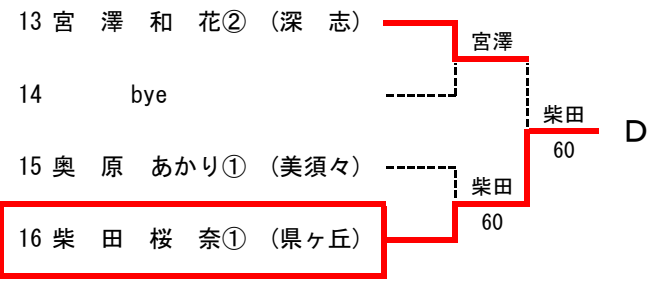 13 宮 澤 和 花② (深 志)
宮澤
14 bye
柴田
60
D
15 奥 原 あかり① (美須々)
柴田
60
16 柴 田 桜 奈① (県ヶ丘)